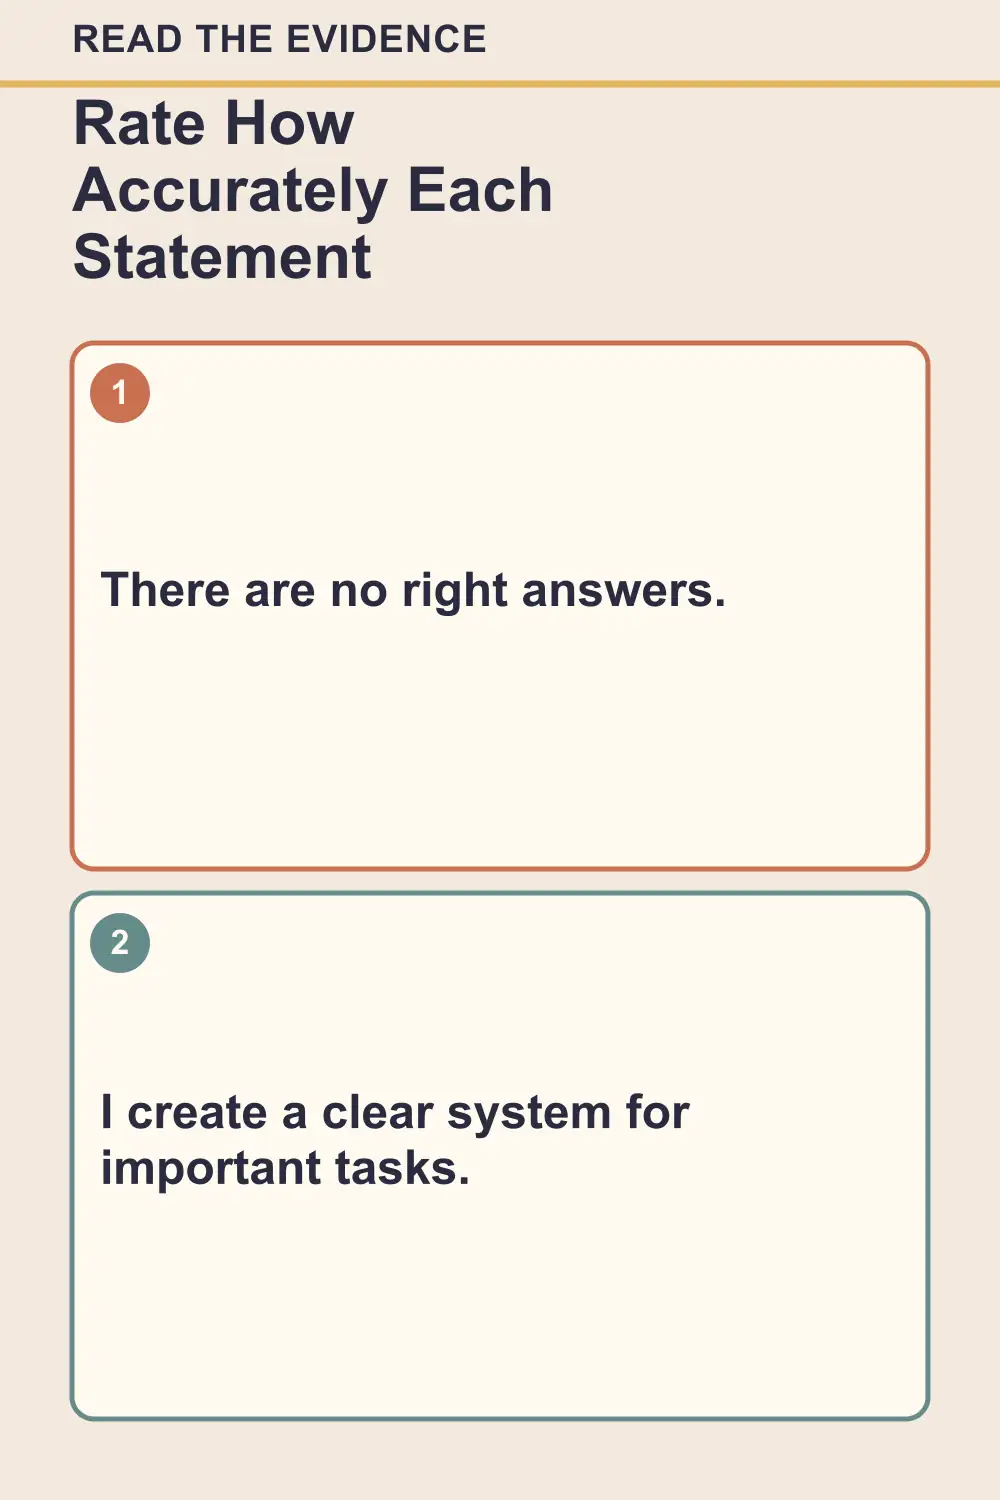 READ THE EVIDENCE
Rate How
Accurately Each
Statement
1
There are no right answers.
2
I create a clear system for
important tasks.